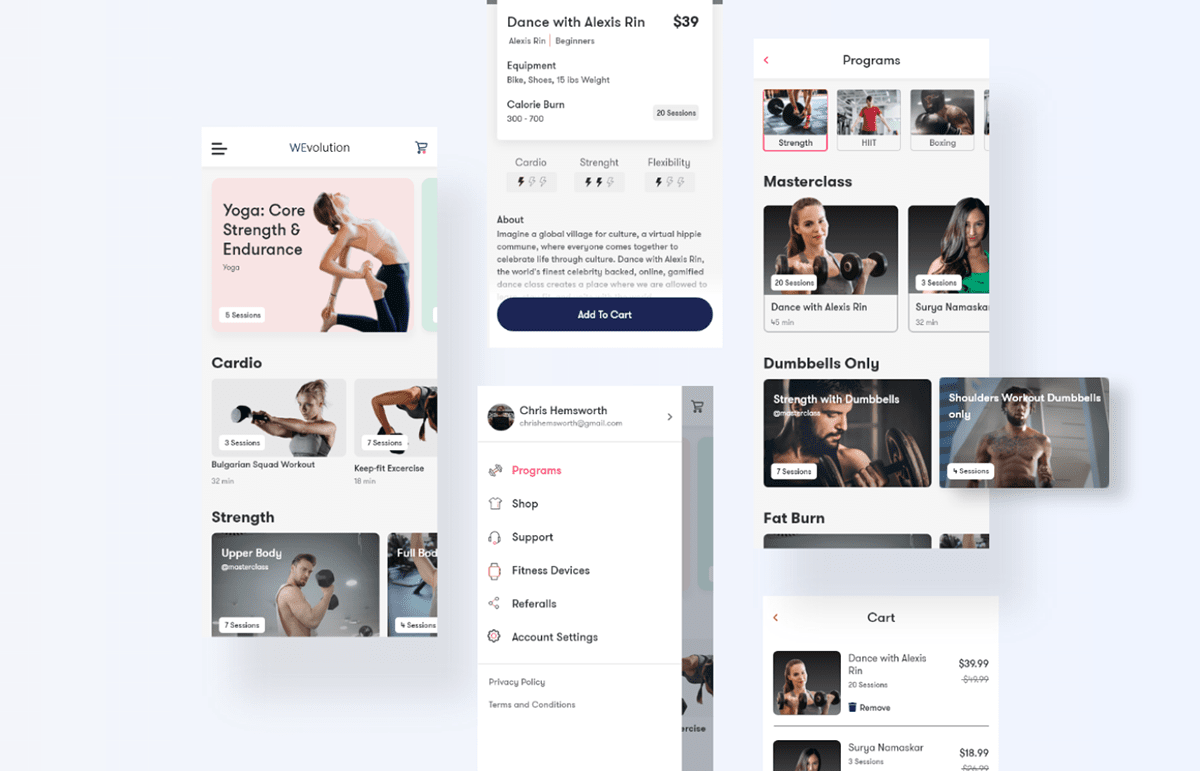 WEvolution
Yoga: Core
Strength &
Endurance
Yoga
5 Sessions
Cardio
3 Sessions
Bulgarian Squad Workout
32 min
7 Sessions
Keep-fit Excercise
18 min
Strength
Upper Body
@masterclass
7 Sessions
Full Bod
4 Sessions
Dance with Alexis Rin
$39
Alexis Rin | Beginners
Equipment
Bike, Shoes, 15 lbs Weight
Calorie Burn
300 - 700
20 Sessions
Cardio
Strenght
Flexibility
About
Imagine a global village for culture, a virtual hippie
commune, where everyone comes together to
celebrate life through culture. Dance with Alexis Rin,
the world's finest celebrity backed, online, gamified
dance class creates a place where we are allowed to
Add To Cart
Chris Hemsworth
chrishemsworth@gmail.com
Programs
Shop
Support
Fitness Devices
Referalls
Account Settings
Privacy Policy
Terms and Conditions
ercise
Programs
Strength
HIIT
Boxing
Masterclass
20 Sessions
Dance with Alexis Rin
45 min
3 Sessions
Surya Namaskar
32 min
Dumbbells Only
Strength with Dumbbells
@masterclass
7 Sessions
Shoulders Workout Dumbbells
only
4 Sessions
Fat Burn
Cart
Dance with Alexis
Rin
20 Sessions
$39.99
$49.99
Remove
Surya Namaskar
3 Sessions
$18.99
$26.99